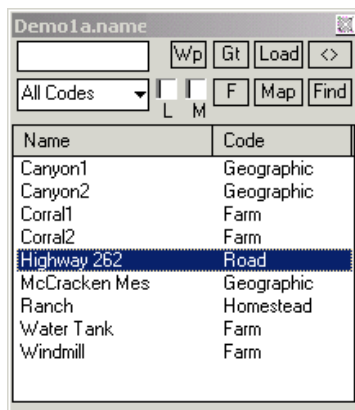 Demo1a.name
Wp Gt Load <>
All Codes L M F Map Find
Name Code
Canyon1 Geographic
Canyon2 Geographic
Corral1 Farm
Corral2 Farm
Highway 262 Road
McCracken Mes Geographic
Ranch Homestead
Water Tank Farm
Windmill Farm